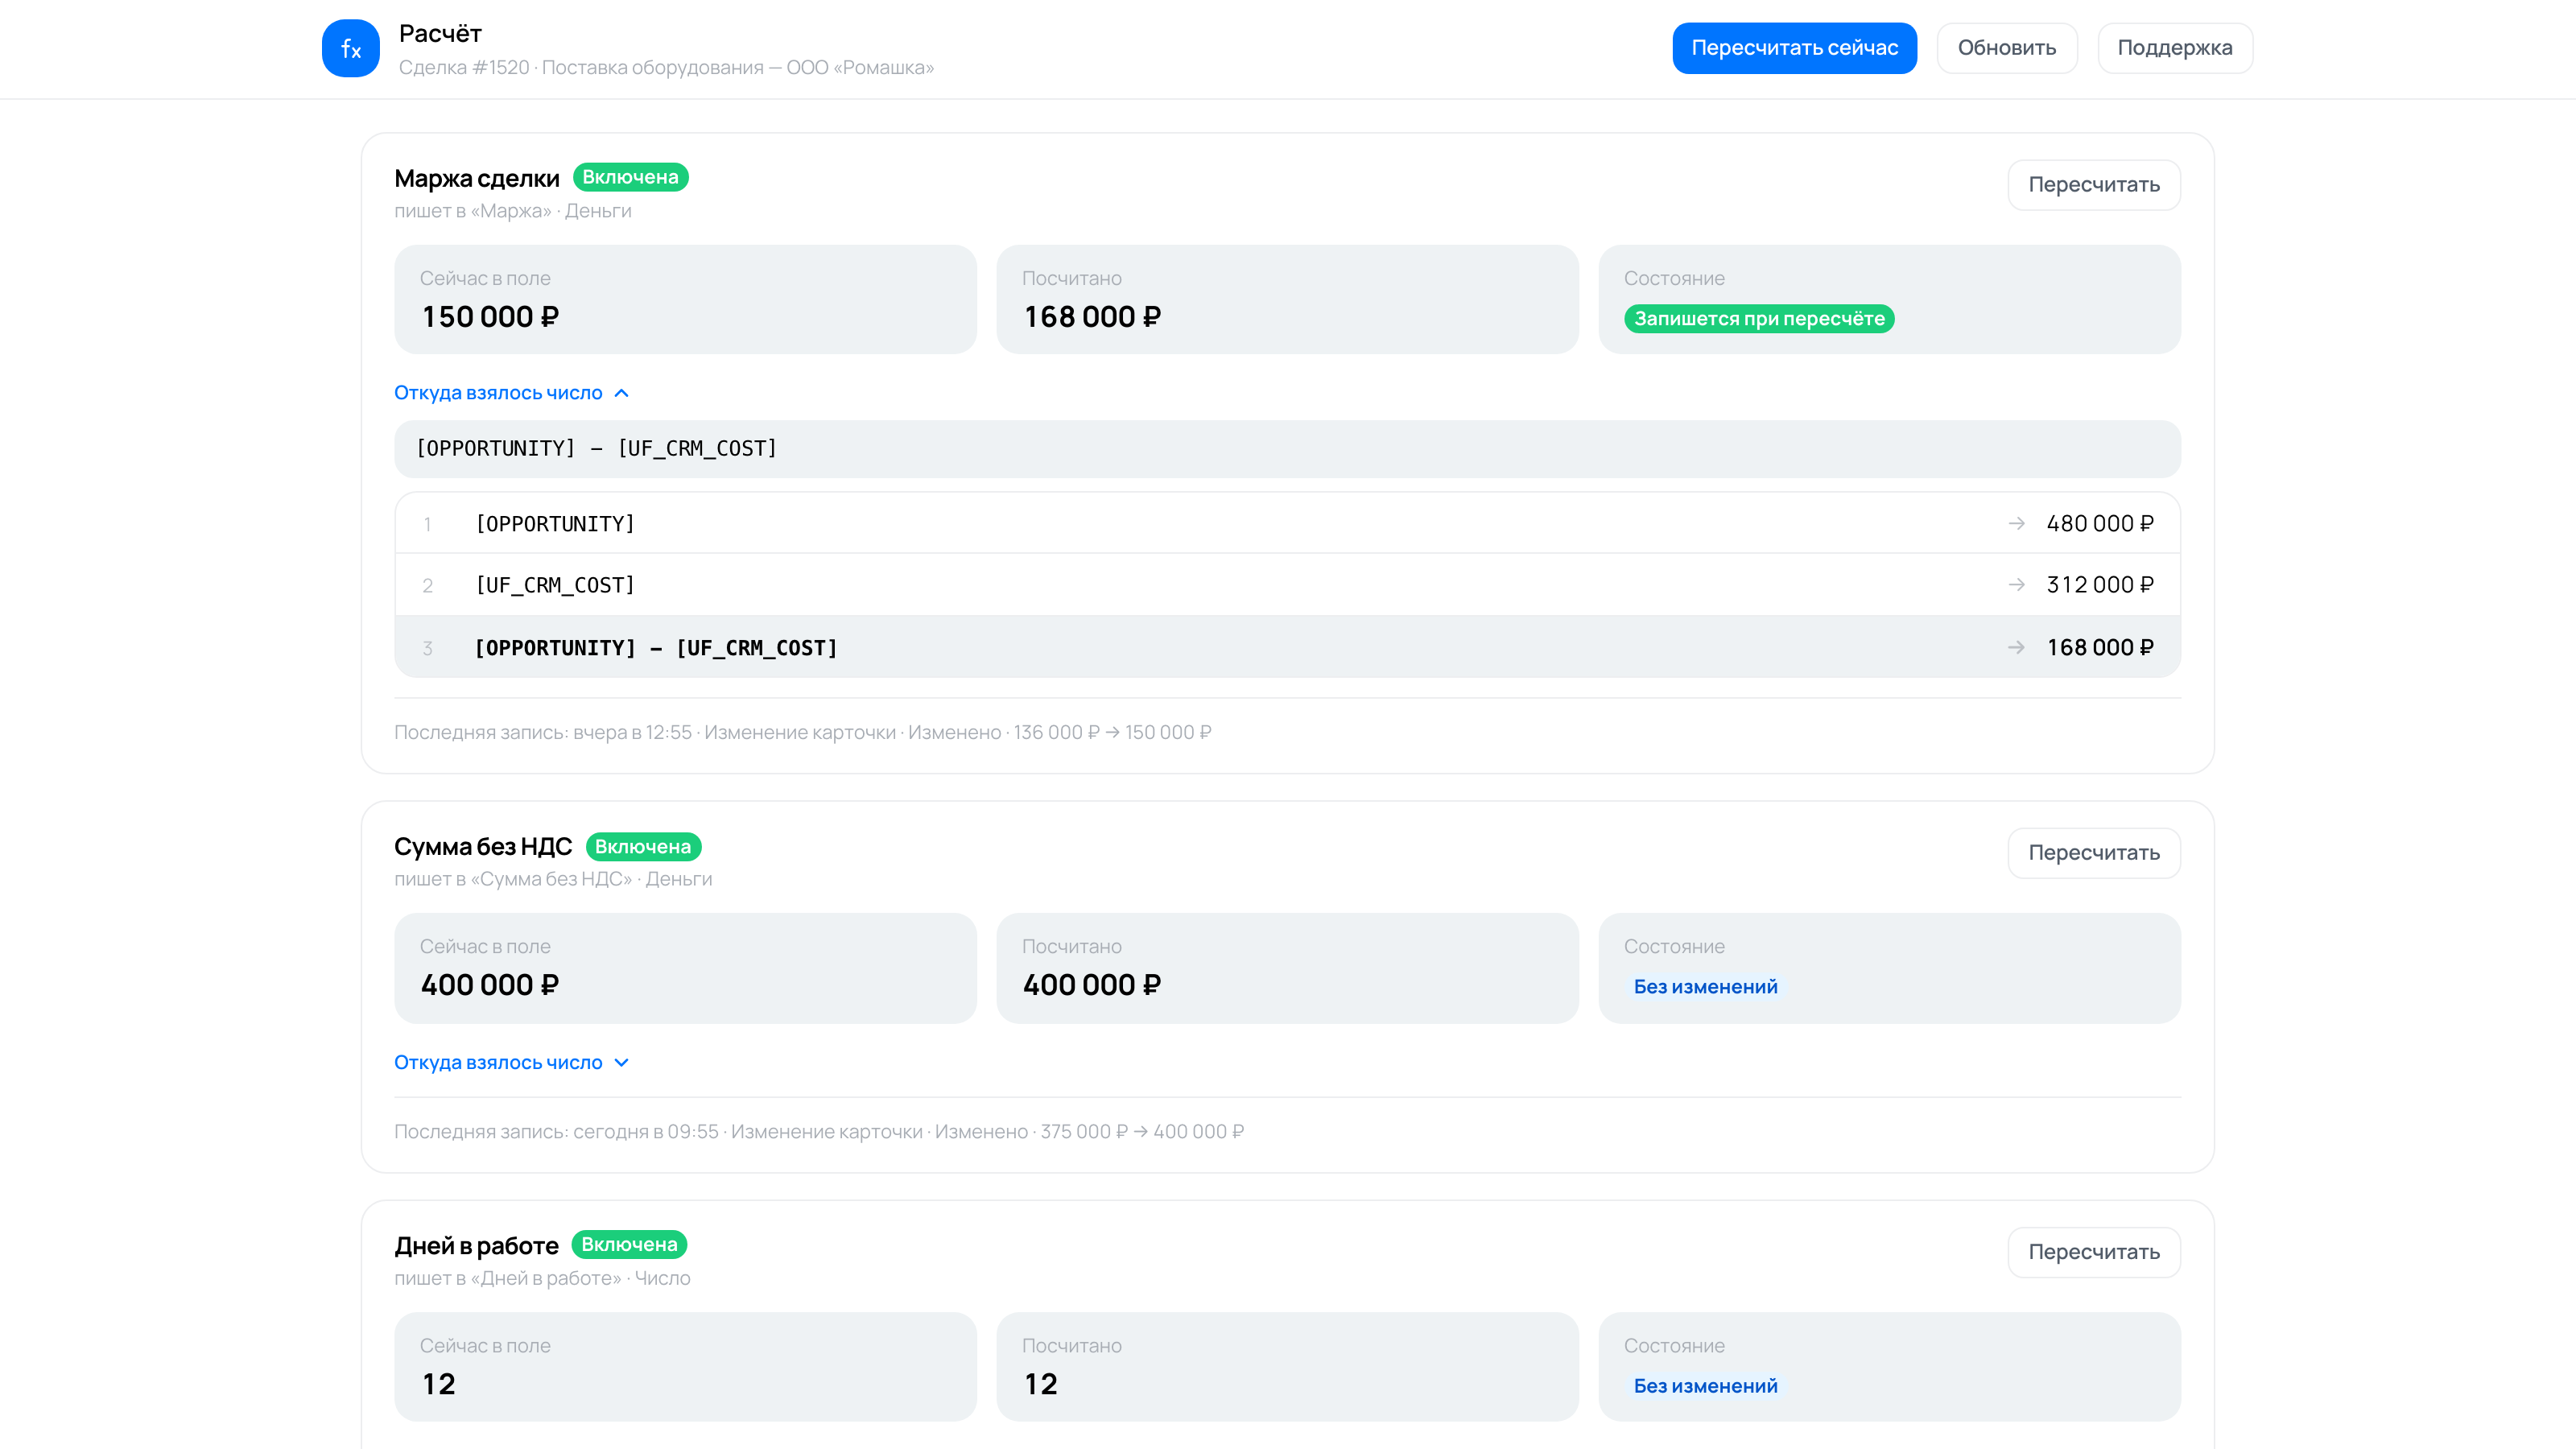 fx
Расчёт
Сделка #1520 · Поставка оборудования — ООО «Ромашка»
Пересчитать сейчас
Обновить
Поддержка
Маржа сделки
Включена
пишет в «Маржа» · Деньги
Пересчитать
Сейчас в поле
150 000 ₽
Посчитано
168 000 ₽
Состояние
Запишется при пересчёте
Откуда взялось число
[OPPORTUNITY] − [UF_CRM_COST]
1 [OPPORTUNITY] → 480 000 ₽
2 [UF_CRM_COST] → 312 000 ₽
3 [OPPORTUNITY] − [UF_CRM_COST] → 168 000 ₽
Последняя запись: вчера в 12:55 · Изменение карточки · Изменено · 136 000 ₽ → 150 000 ₽
Сумма без НДС
Включена
пишет в «Сумма без НДС» · Деньги
Пересчитать
Сейчас в поле
400 000 ₽
Посчитано
400 000 ₽
Состояние
Без изменений
Откуда взялось число
Последняя запись: сегодня в 09:55 · Изменение карточки · Изменено · 375 000 ₽ → 400 000 ₽
Дней в работе
Включена
пишет в «Дней в работе» · Число
Пересчитать
Сейчас в поле
12
Посчитано
12
Состояние
Без изменений